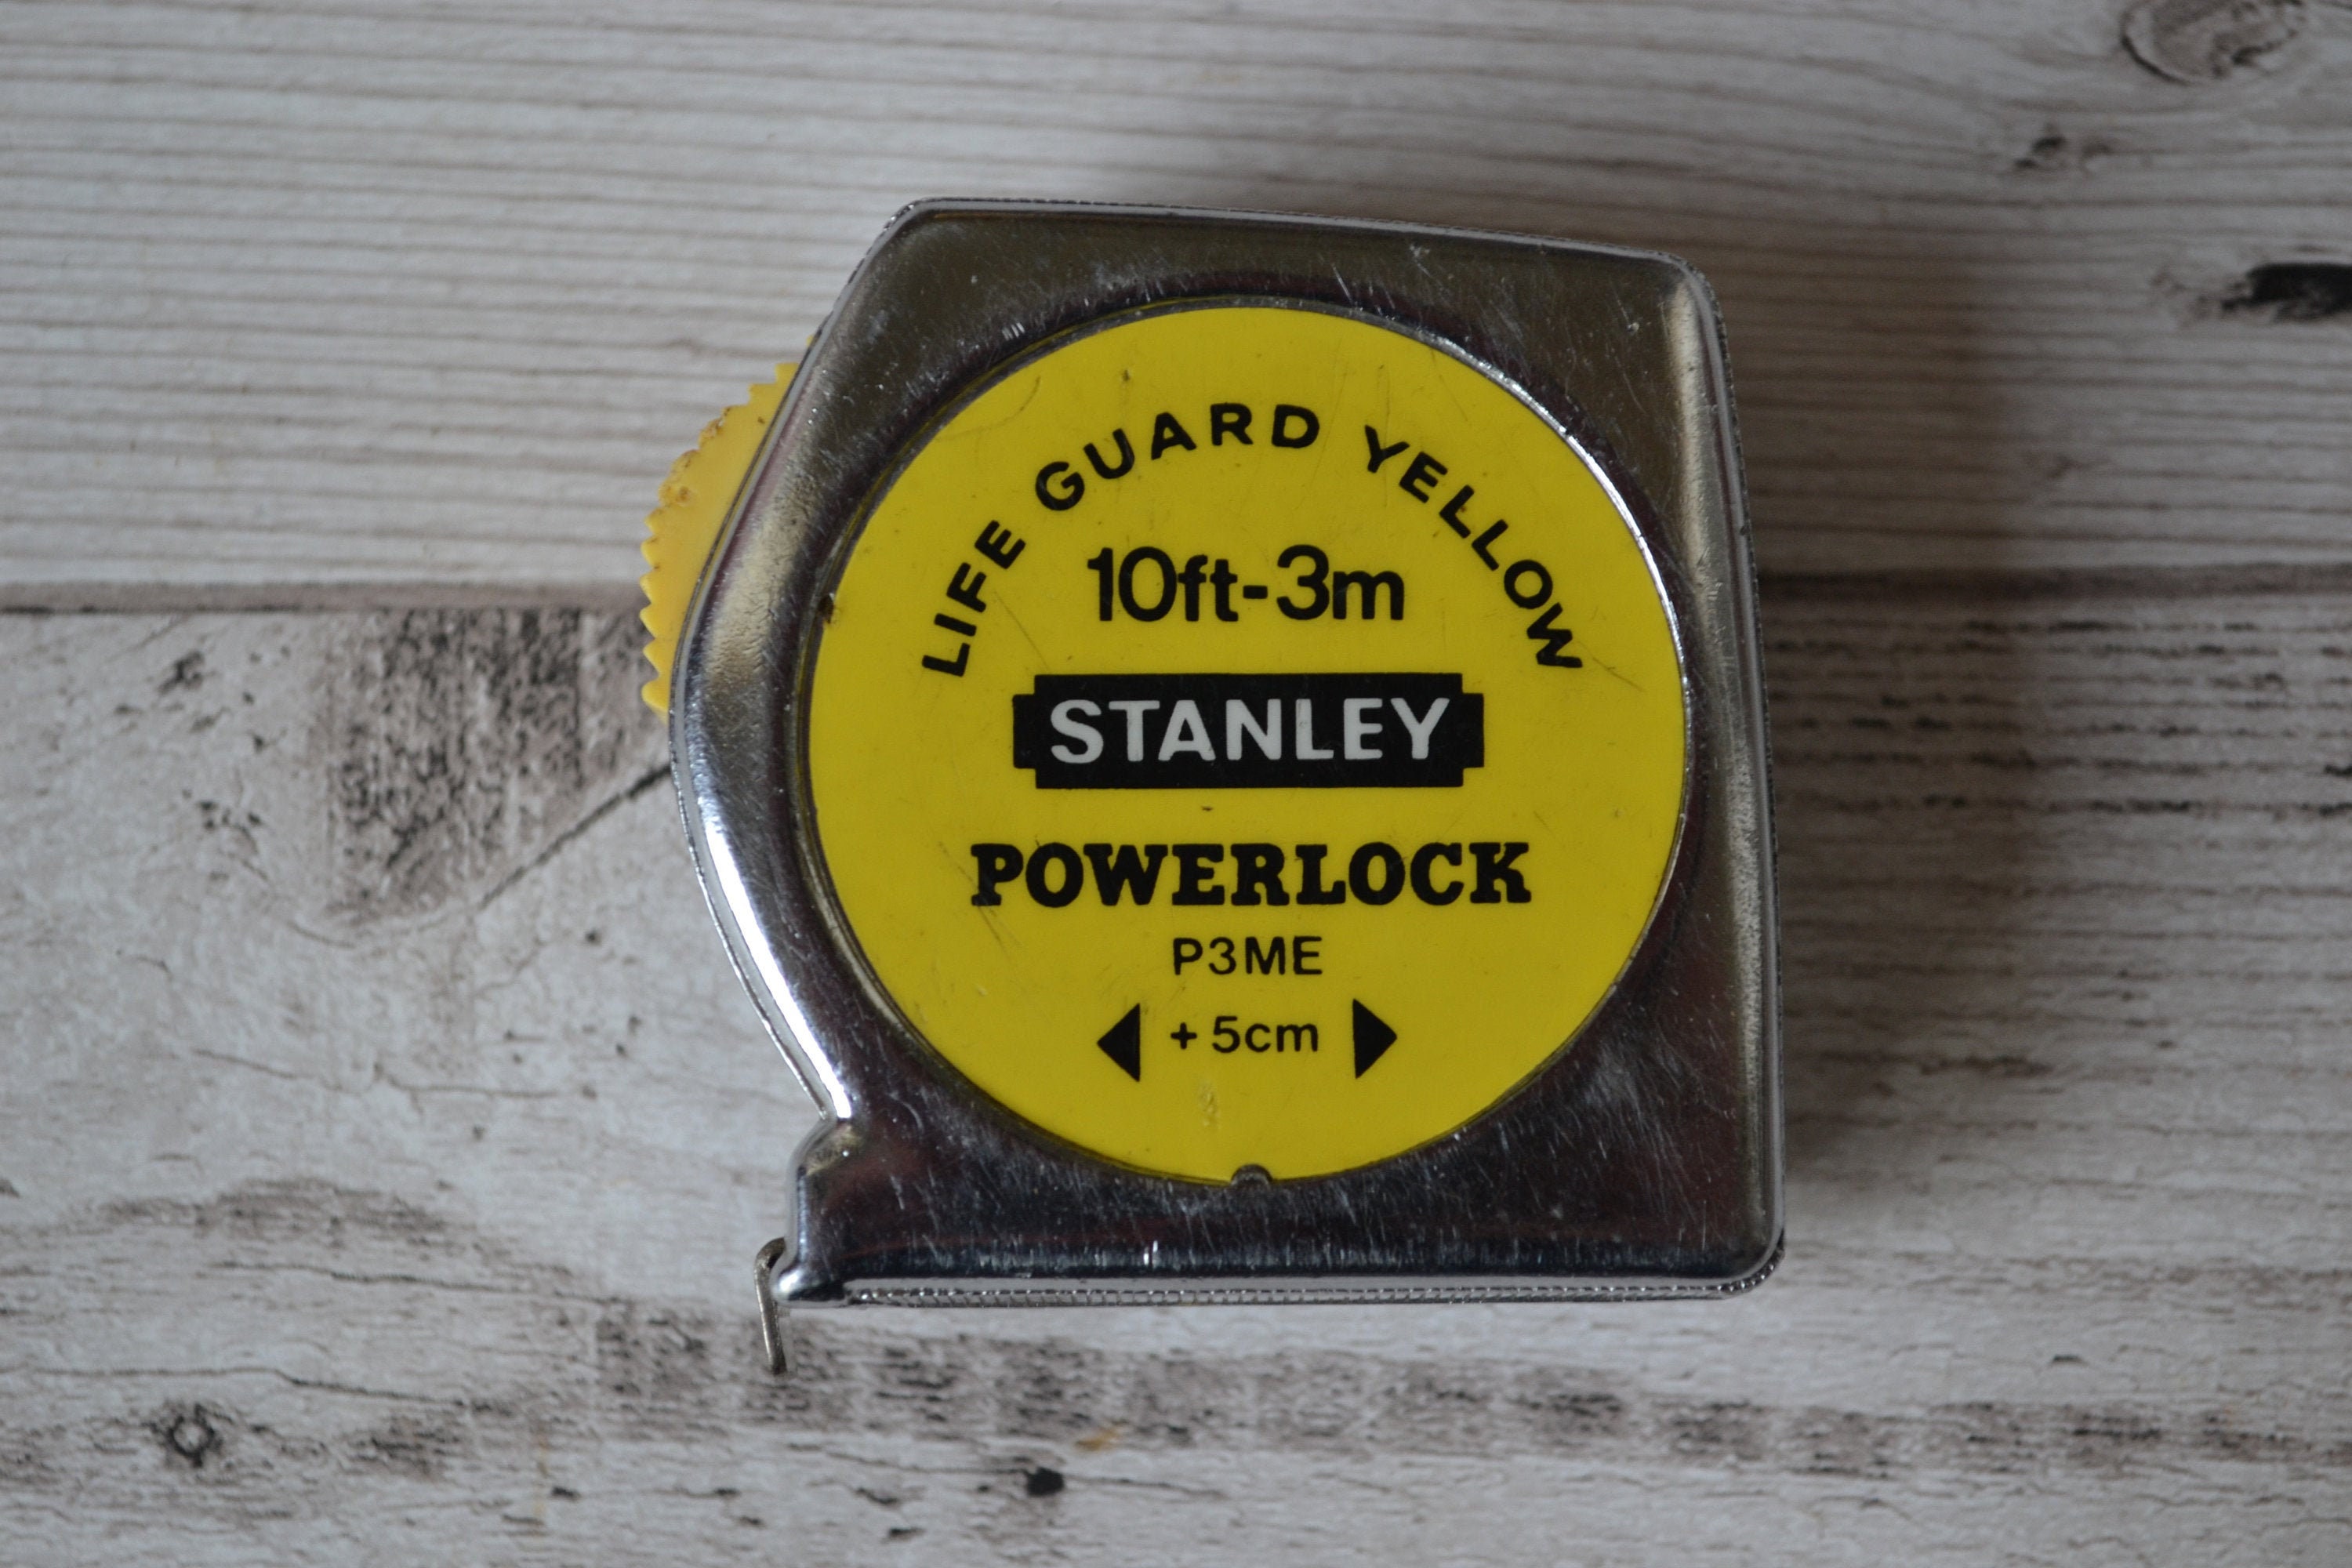 LIFE GUARD YELLOW
10ft-3m
STANLEY
POWERLOCK
P3ME
+5cm